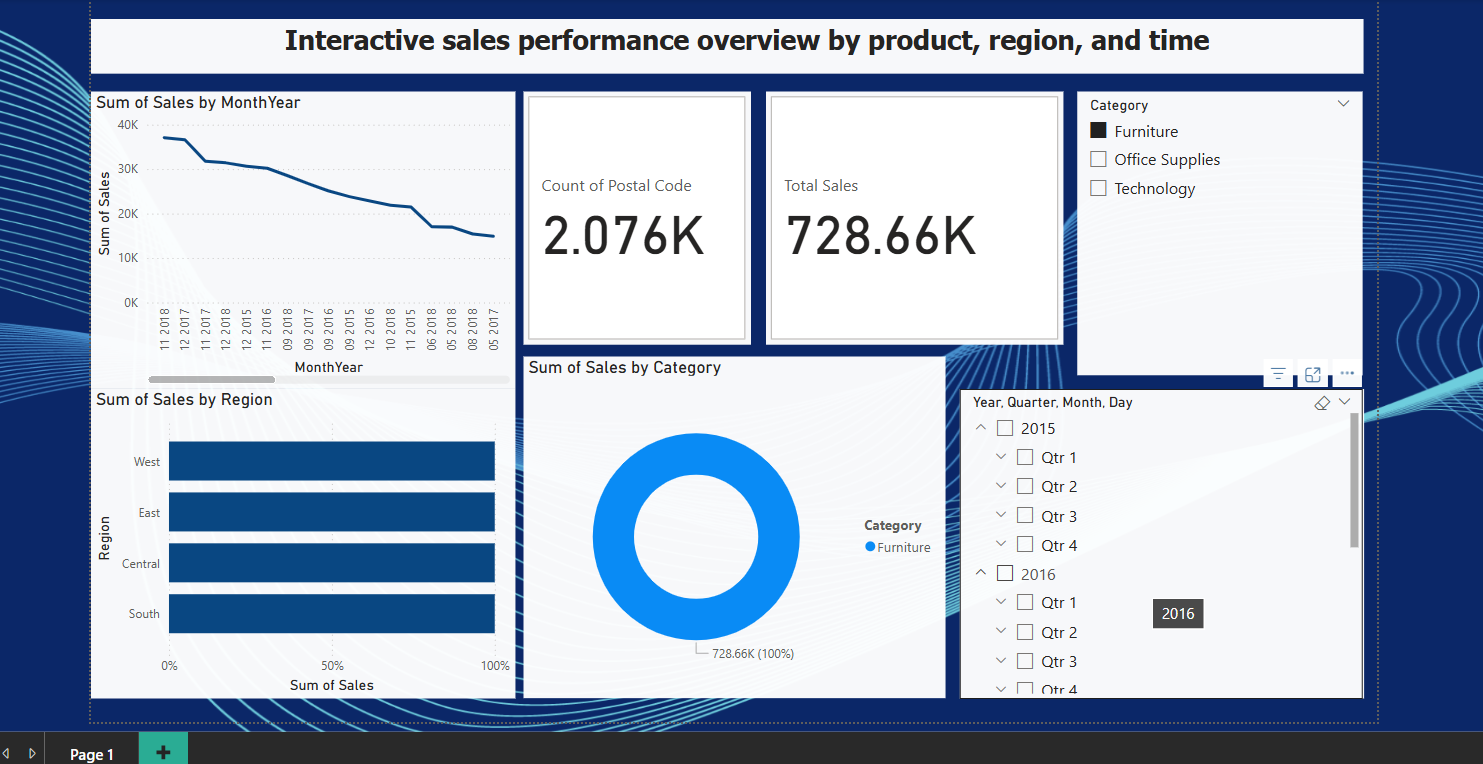 Interactive sales performance overview by product, region, and time
Sum of Sales by MonthYear
40K
30K
20K
10K
0K
Sum of Sales
11 2018
12 2017
11 2017
12 2018
12 2015
11 2016
09 2018
09 2017
09 2016
09 2015
12 2016
10 2018
11 2015
06 2018
05 2018
08 2018
05 2017
MonthYear
Count of Postal Code
2.076K
Total Sales
728.66K
Category
Furniture
Office Supplies
Technology
Sum of Sales by Region
Region
West
East
Central
South
0%
50%
100%
Sum of Sales
Sum of Sales by Category
728.66K (100%)
Category
Furniture
Year, Quarter, Month, Day
2015
Qtr 1
Qtr 2
Qtr 3
Qtr 4
2016
Qtr 1
Qtr 2
Qtr 3
Qtr 4
2016
Page 1